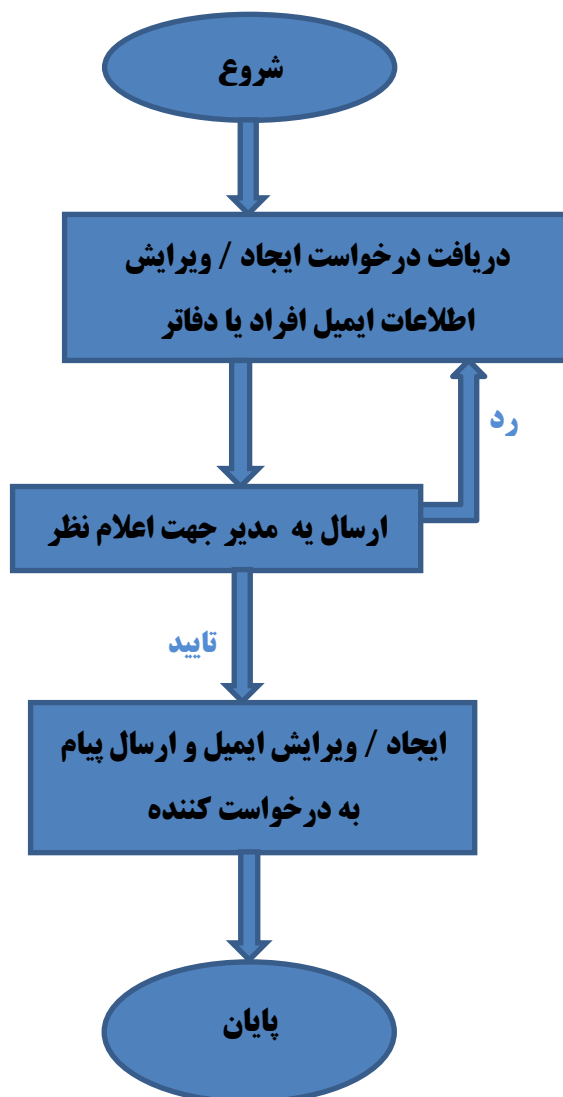 شروع
دریافت درخواست ایجاد / ویرایش
اطلاعات ایمیل افراد یا دفاتر
رد
ارسال یه مدیر جهت اعلام نظر
تایید
ایجاد / ویرایش ایمیل و ارسال پیام
به درخواست کننده
پایان